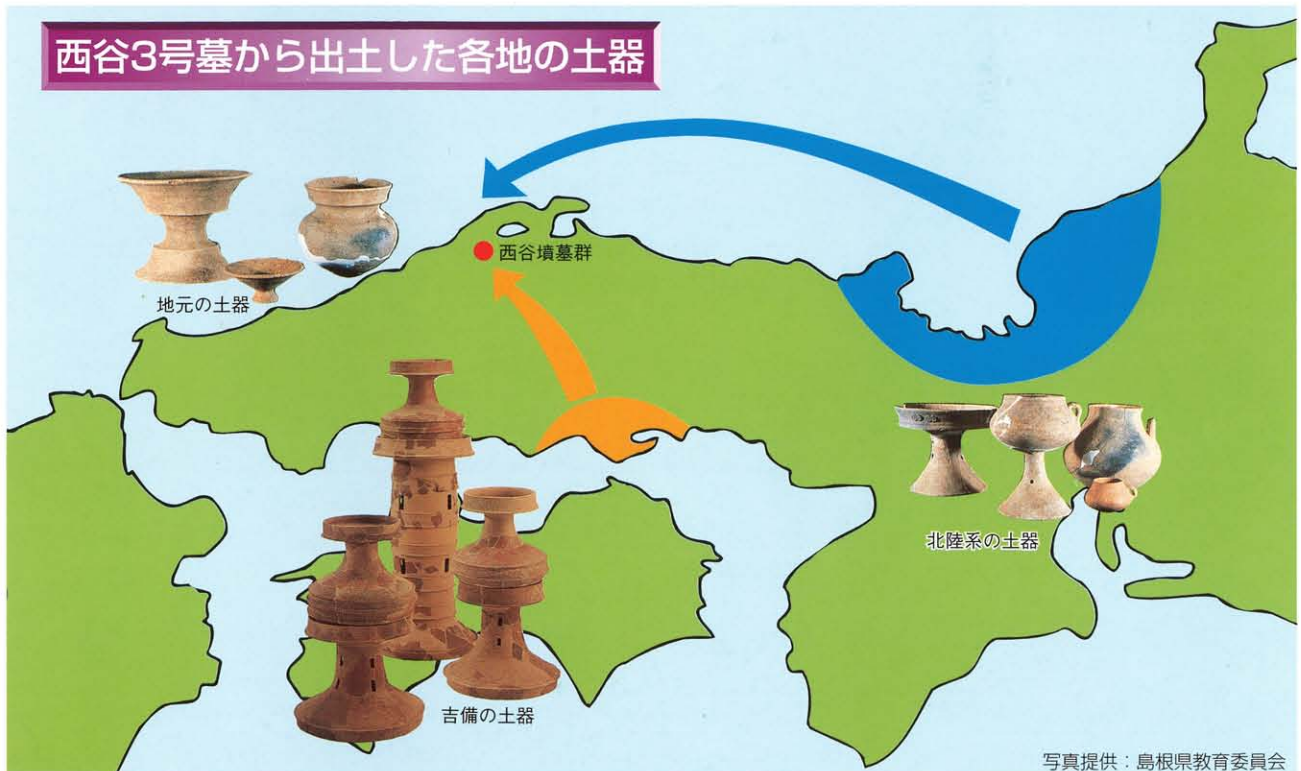 西谷3号墓から出土した各地の土器
西谷墳墓群
地元の土器
北陸系の土器
吉備の土器
写真提供：島根県教育委員会